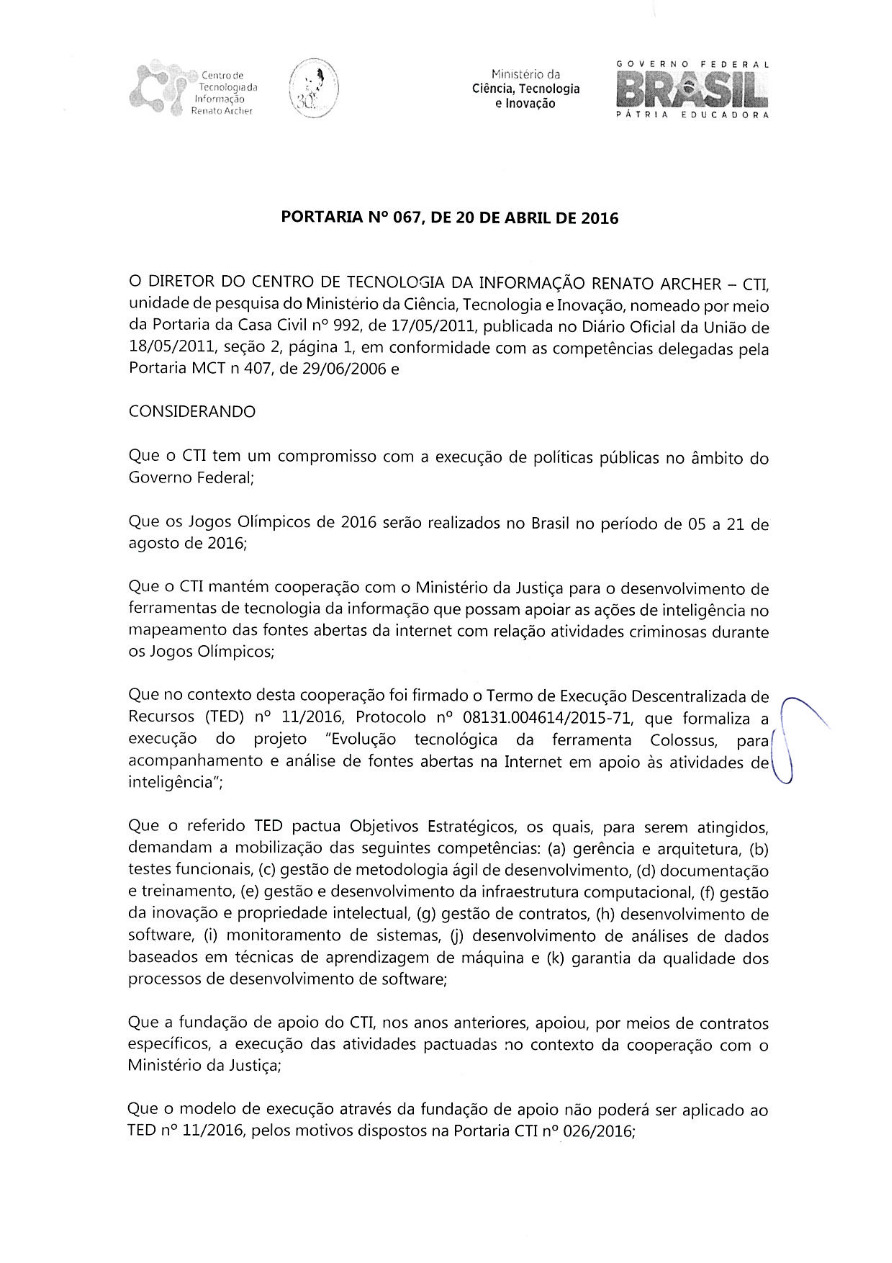 Centro de
Tecnologia da
Informação
Renato Archer
30
Ministério da
Ciência, Tecnologia
e Inovação
GOVERNO FEDERAL
BRASIL
PÁTRIA EDUCADORA
PORTARIA Nº 067, DE 20 DE ABRIL DE 2016
O DIRETOR DO CENTRO DE TECNOLOGIA DA INFORMAÇÃO RENATO ARCHER – CTI,
unidade de pesquisa do Ministério da Ciência, Tecnologia e Inovação, nomeado por meio
da Portaria da Casa Civil nº 992, de 17/05/2011, publicada no Diário Oficial da União de
18/05/2011, seção 2, página 1, em conformidade com as competências delegadas pela
Portaria MCT n 407, de 29/06/2006 e
CONSIDERANDO
Que o CTI tem um compromisso com a execução de políticas públicas no âmbito do
Governo Federal;
Que os Jogos Olímpicos de 2016 serão realizados no Brasil no período de 05 a 21 de
agosto de 2016;
Que o CTI mantém cooperação com o Ministério da Justiça para o desenvolvimento de
ferramentas de tecnologia da informação que possam apoiar as ações de inteligência no
mapeamento das fontes abertas da internet com relação atividades criminosas durante
os Jogos Olímpicos;
Que no contexto desta cooperação foi firmado o Termo de Execução Descentralizada de
Recursos (TED) nº 11/2016, Protocolo nº 08131.004614/2015-71, que formaliza a
execução do projeto "Evolução tecnológica da ferramenta Colossus, para
acompanhamento e análise de fontes abertas na Internet em apoio às atividades de
inteligência";
Que o referido TED pactua Objetivos Estratégicos, os quais, para serem atingidos,
demandam a mobilização das seguintes competências: (a) gerência e arquitetura, (b)
testes funcionais, (c) gestão de metodologia ágil de desenvolvimento, (d) documentação
e treinamento, (e) gestão e desenvolvimento da infraestrutura computacional, (f) gestão
da inovação e propriedade intelectual, (g) gestão de contratos, (h) desenvolvimento de
software, (i) monitoramento de sistemas, (j) desenvolvimento de análises de dados
baseados em técnicas de aprendizagem de máquina e (k) garantia da qualidade dos
processos de desenvolvimento de software;
Que a fundação de apoio do CTI, nos anos anteriores, apoiou, por meios de contratos
específicos, a execução das atividades pactuadas no contexto da cooperação com o
Ministério da Justiça;
Que o modelo de execução através da fundação de apoio não poderá ser aplicado ao
TED nº 11/2016, pelos motivos dispostos na Portaria CTI nº 026/2016;